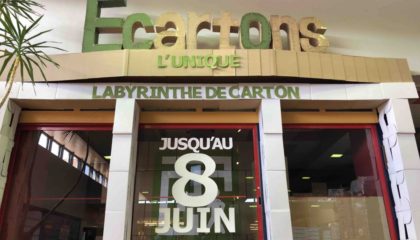 Ecartons
L'UNIQUE
LABYRINTHE DE CARTON
JUSQU'AU
8
JUIN